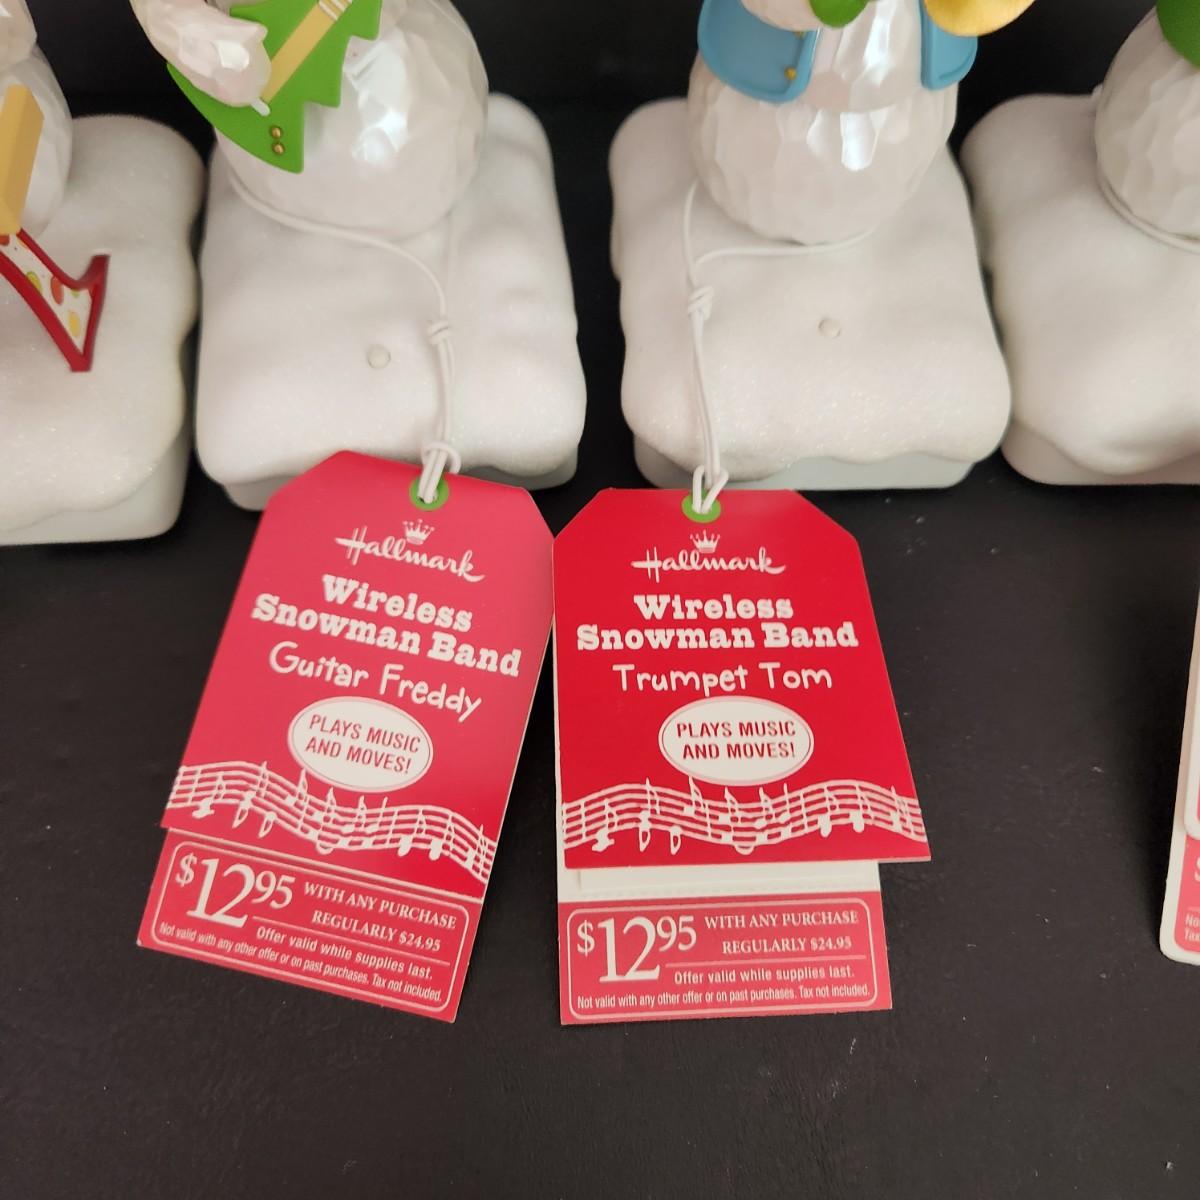 Hallmark
Wireless
Snowman Band
Guitar Freddy
PLAYS MUSIC
AND MOVES!
$12.95 WITH ANY PURCHASE
REGULARLY $24.95
Offer valid while supplies last.
Not valid with any other offer or on past purchases. Tax not included.
Hallmark
Wireless
Snowman Band
Trumpet Tom
PLAYS MUSIC
AND MOVES!
$12.95 WITH ANY PURCHASE
REGULARLY $24.95
Offer valid while supplies last.
Not valid with any other offer or on past purchases. Tax not included.